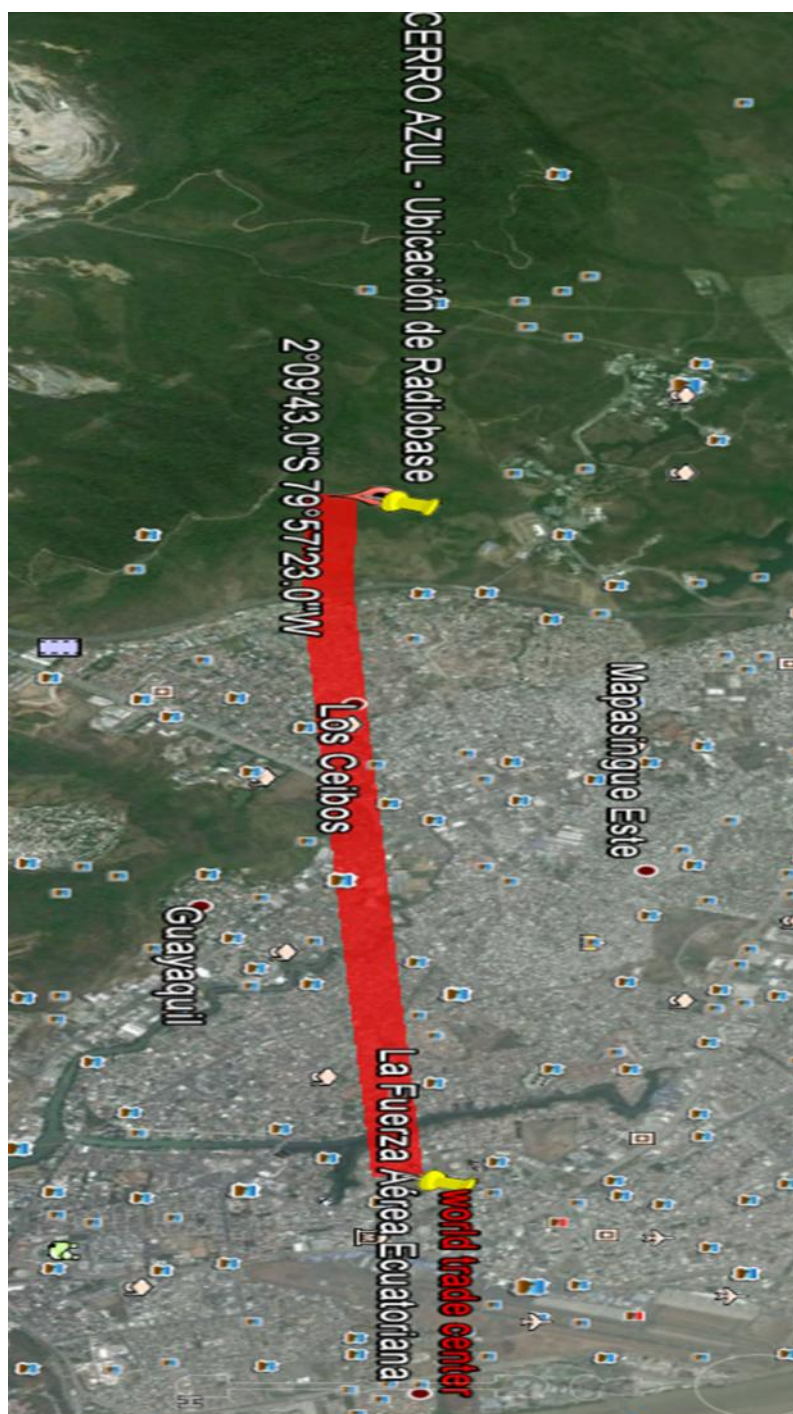 Mapasingue Este
world trade center
CERRO AZUL - Ubicación de Radiobase
La Fuerza Aérea Ecuatoriana
Los Ceibos
2°09'43.0"S 79°57'23.0"W
Guayaquil